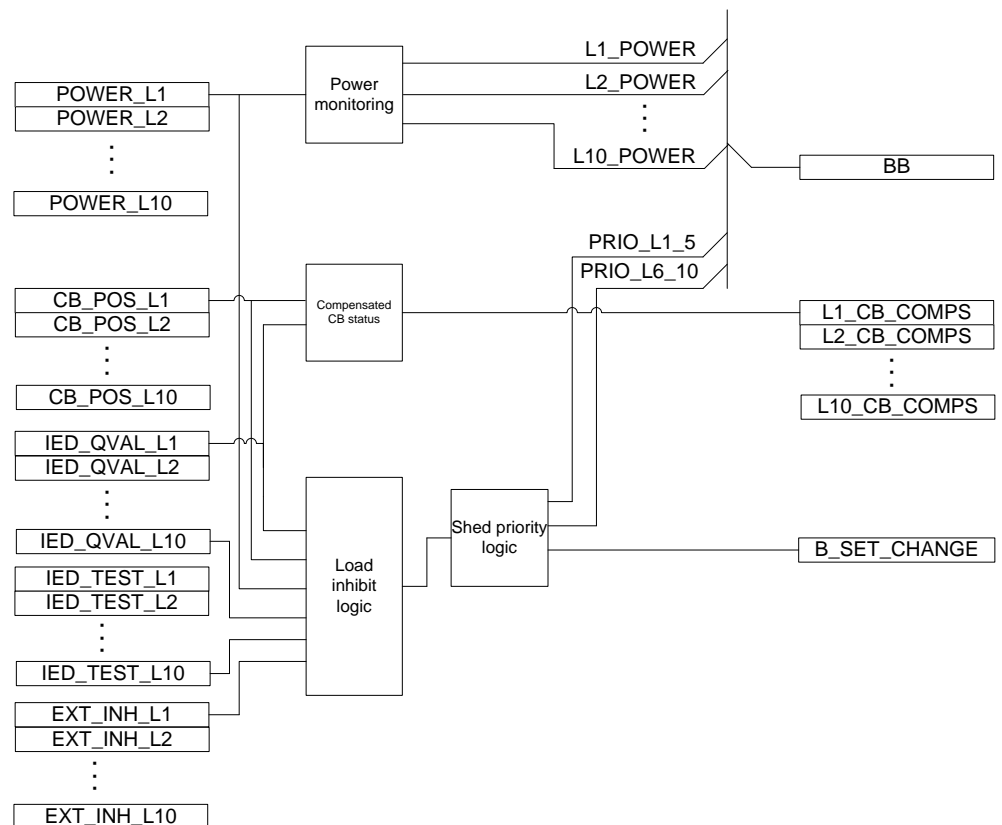 POWER_L1
POWER_L2
POWER_L10
CB_POS_L1
CB_POS_L2
CB_POS_L10
IED_QVAL_L1
IED_QVAL_L2
IED_QVAL_L10
IED_TEST_L1
IED_TEST_L2
IED_TEST_L10
EXT_INH_L1
EXT_INH_L2
EXT_INH_L10
Power
monitoring
Compensated
CB status
Load
inhibit
logic
Shed priority
logic
L1_POWER
L2_POWER
L10_POWER
PRIO_L1_5
PRIO_L6_10
BB
L1_CB_COMPS
L2_CB_COMPS
L10_CB_COMPS
B_SET_CHANGE